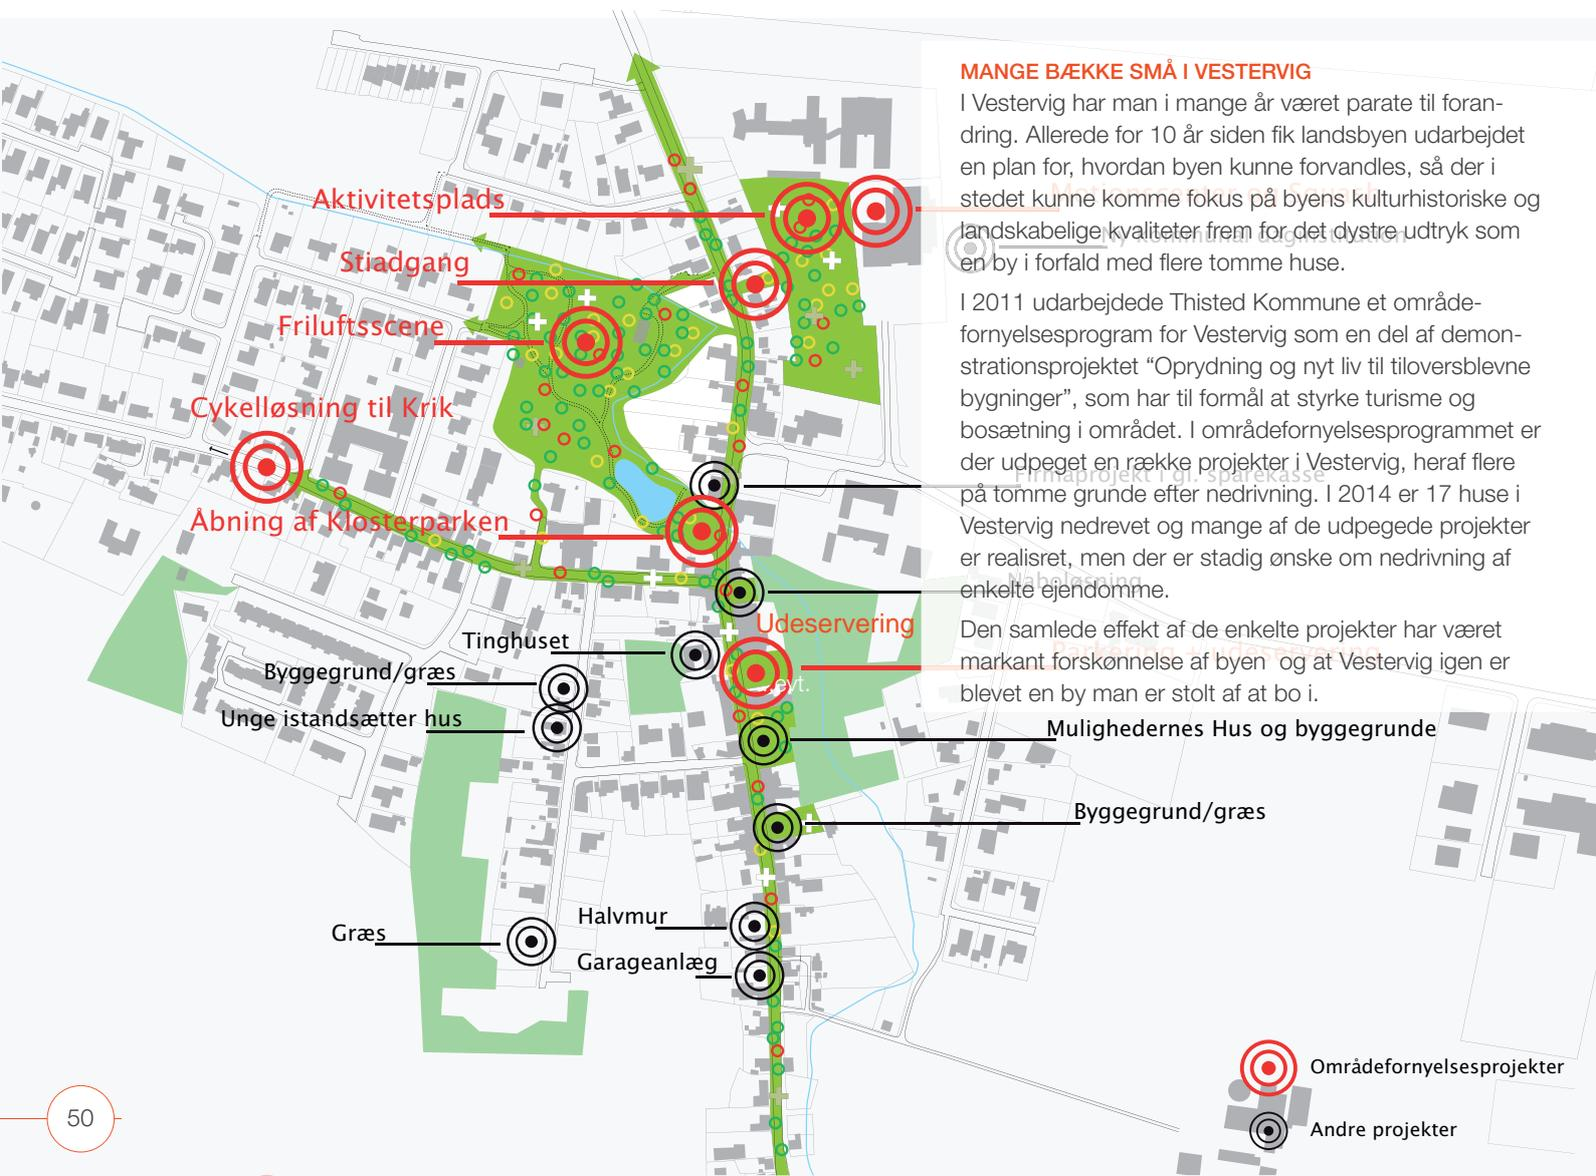 MANGE BÆKKE SMÅ I VESTERVIG
I Vestervig har man i mange år været parate til foran-
dring. Allerede for 10 år siden fik landsbyen udarbejdet
en plan for, hvordan byen kunne forvandles, så der i
stedet kunne komme fokus på byens kulturhistoriske og
landskabelige kvaliteter frem for det dystre udtryk som
en by i forfald med flere tomme huse.
I 2011 udarbejdede Thisted Kommune et område-
fornyelsesprogram for Vestervig som en del af demon-
strationsprojektet “Oprydning og nyt liv til tiloversblevne
bygninger”, som har til formål at styrke turisme og
bosætning i området. I områdefornyelsesprogrammet er
der udpeget en række projekter i Vestervig, heraf flere
på tomme grunde efter nedrivning. I 2014 er 17 huse i
Vestervig nedrevet og mange af de udpegede projekter
er realisret, men der er stadig ønske om nedrivning af
enkelte ejendomme.
Den samlede effekt af de enkelte projekter har været
markant forskønnelse af byen og at Vestervig igen er
blevet en by man er stolt af at bo i.
Aktivitetsplads
Stiadgang
Friluftsscene
Cykelløsning til Krik
Åbning af Klosterparken
Firmaprojekt i gl. sparekasse
Naboløsning
Udeservering
Parkering + udeservering
evt.
Tinghuset
Byggegrund/græs
Unge istandsætter hus
Mulighedernes Hus og byggegrunde
Byggegrund/græs
Græs
Halvmur
Garageanlæg
Områdefornyelsesprojekter
Andre projekter
50